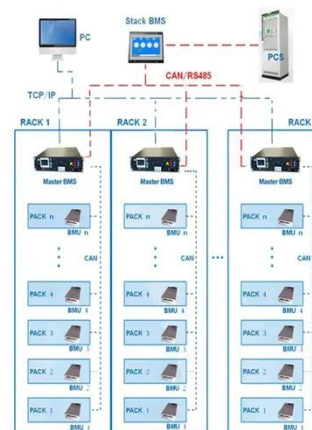 PC
Stack BMS
PCS
CAN/RS485
TCP/IP
RACK 1
RACK 2
RACK
Master BMS
Master BMS
Master BMS
PACK n
BMU n
PACK n
BMU n
PACK n
BMU n
CAN
CAN
CAN
PACK 4
BMU 4
PACK 4
BMU 4
PACK 4
BMU 4
PACK 3
BMU 3
PACK 3
BMU 3
PACK 3
BMU 3
PACK 2
BMU 2
PACK 2
BMU 2
PACK 2
BMU 2
PACK 1
BMU 1
PACK 1
BMU 1
PACK 1
BMU 1